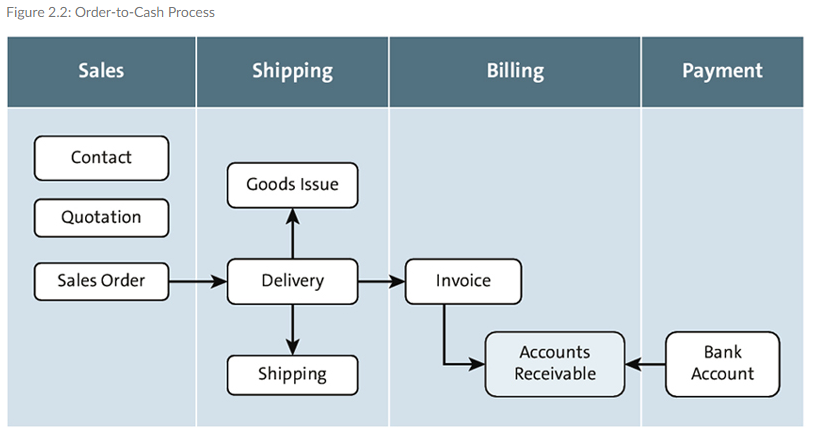 Figure 2.2: Order-to-Cash Process
Sales
Shipping
Billing
Payment
Contact
Quotation
Sales Order
Goods Issue
Delivery
Shipping
Invoice
Accounts
Receivable
Bank
Account